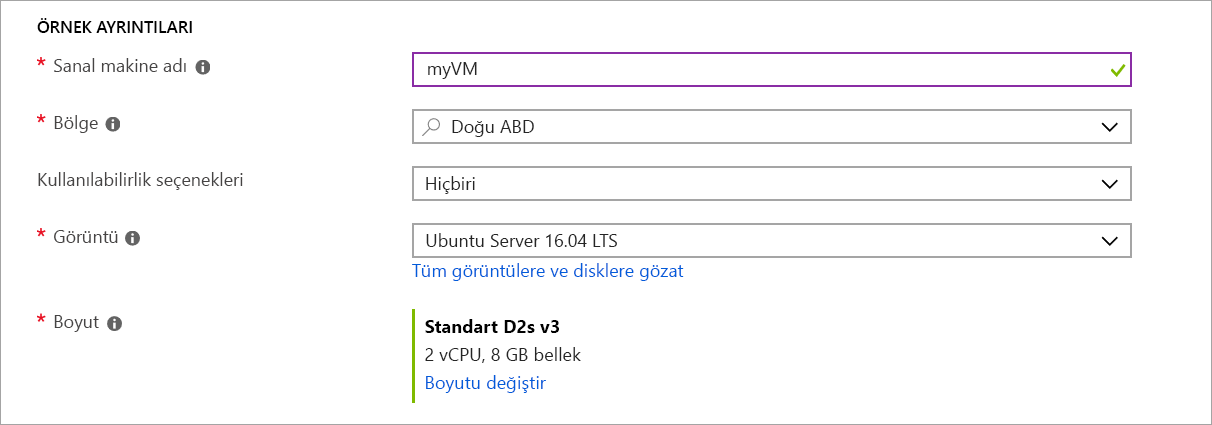 ÖRNEK AYRINTILARI
* Sanal makine adı
myVM
* Bölge
Doğu ABD
Kullanılabilirlik seçenekleri
Hiçbiri
* Görüntü
Ubuntu Server 16.04 LTS
Tüm görüntülere ve disklere gözat
* Boyut
Standart D2s v3
2 vCPU, 8 GB bellek
Boyutu değiştir